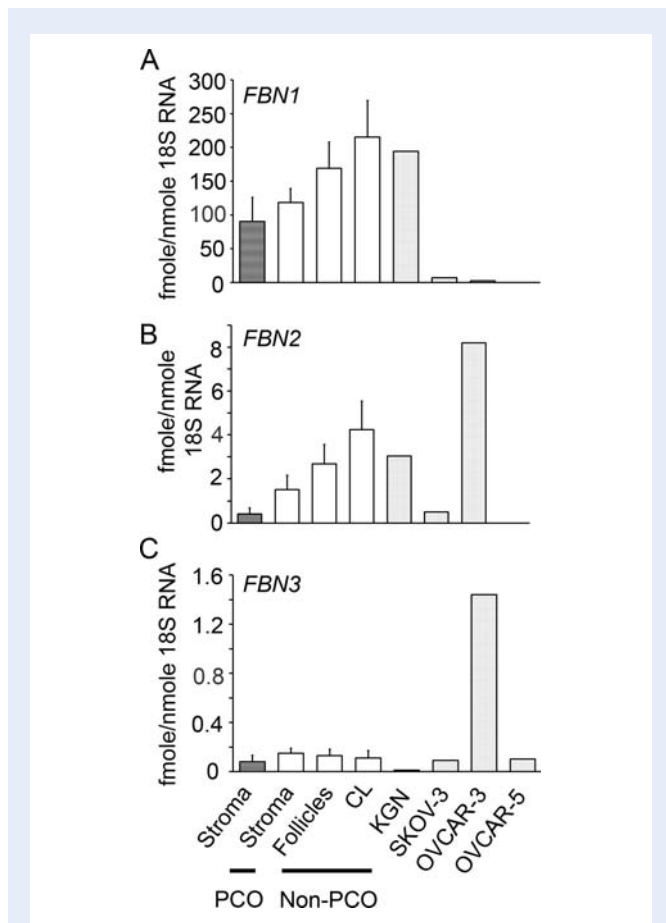 A
FBN1
fmole/nmole 18S RNA
300
250
200
150
100
50
0
B
FBN2
fmole/nmole
18S RNA
8
6
4
2
0
C
FBN3
fmole/nmole 18S RNA
1.6
1.2
0.8
0.4
0
Stroma
Stroma
Follicles
CL
KGN
SKOV-3
OVCAR-3
OVCAR-5
PCO
Non-PCO